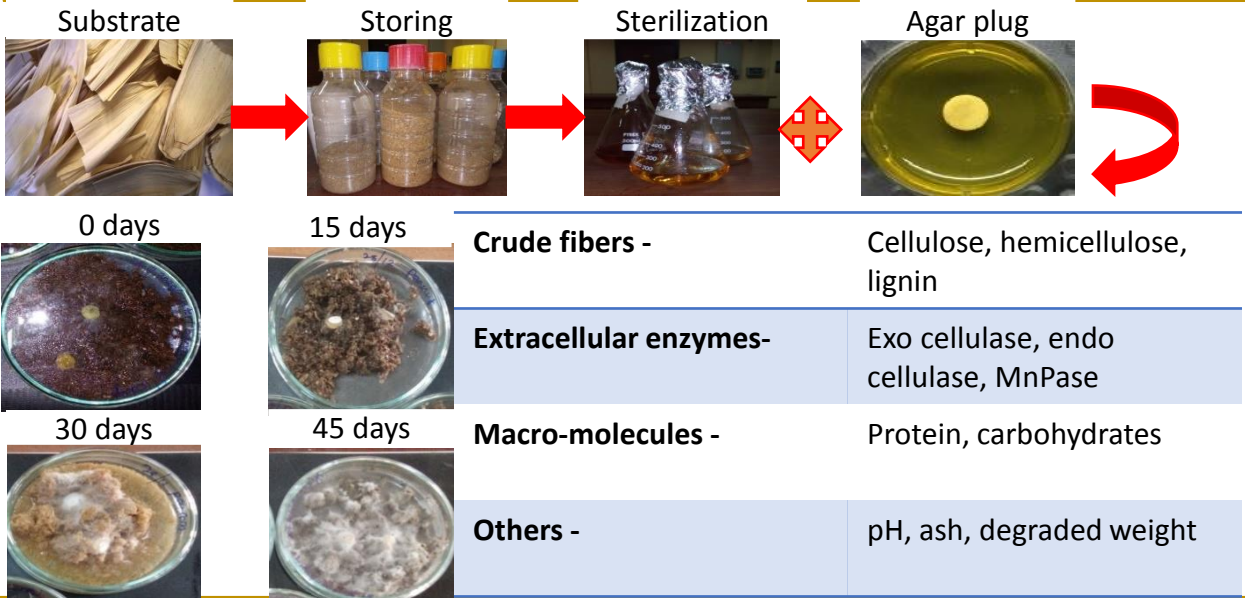 Substrate
Storing
Sterilization
Agar plug
0 days
15 days
30 days
45 days
Crude fibers -
Cellulose, hemicellulose,
lignin
Extracellular enzymes-
Exo cellulase, endo
cellulase, MnPase
Macro-molecules -
Protein, carbohydrates
Others -
pH, ash, degraded weight